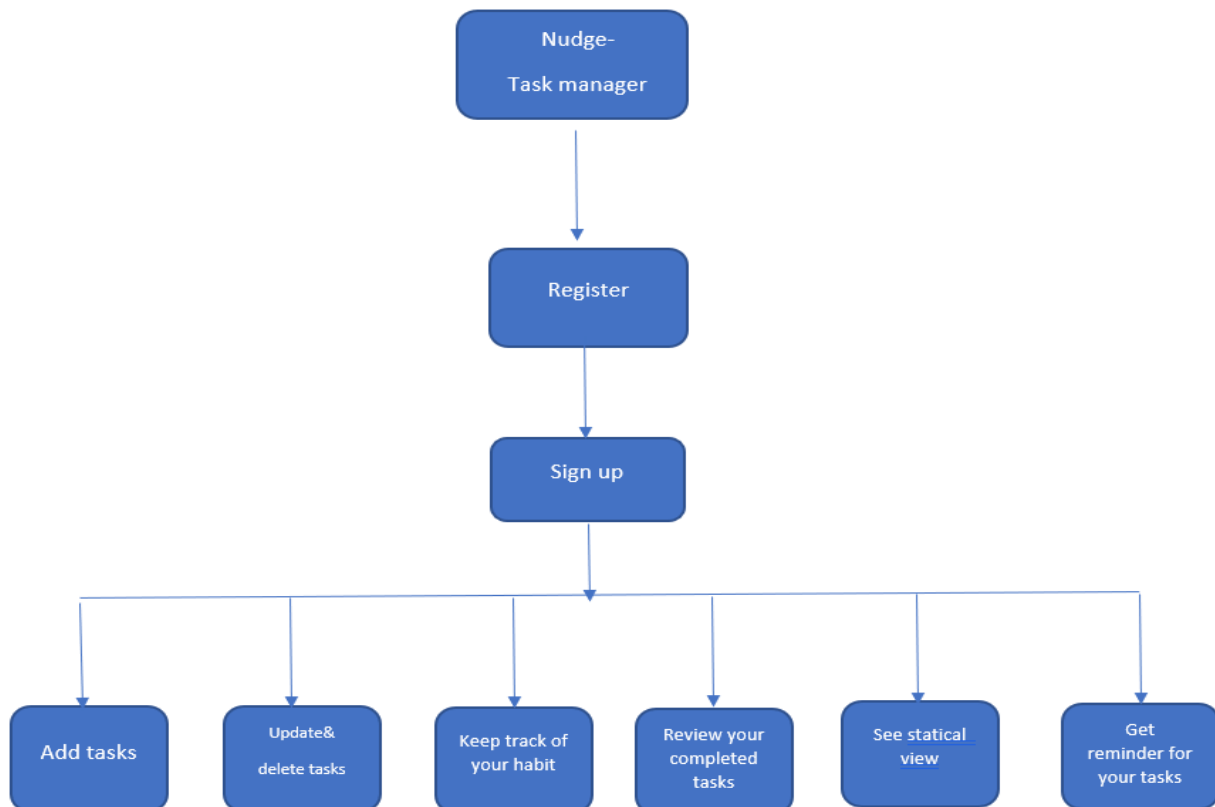 Nudge-
Task manager
Register
Sign up
Add tasks
Update&
delete tasks
Keep track of
your habit
Review your
completed
tasks
See statical
view
Get
reminder for
your tasks